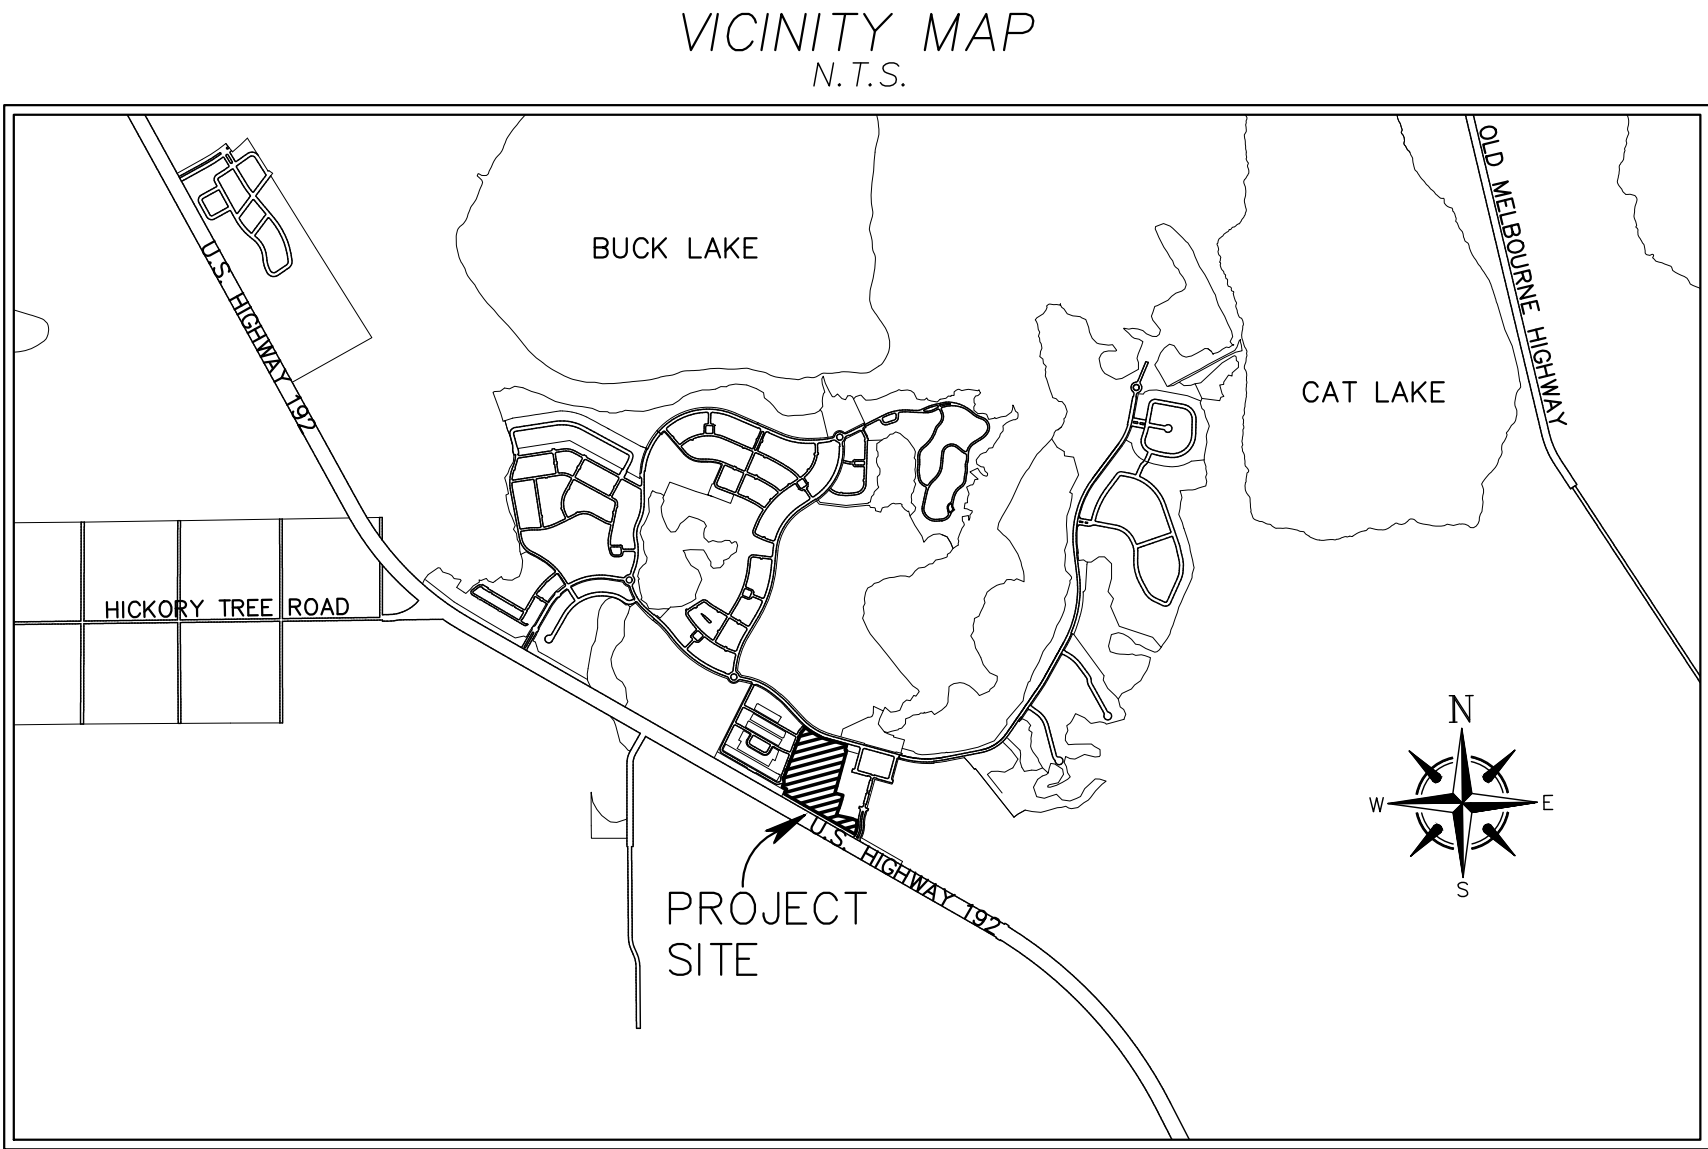 VICINITY MAP
N.T.S.
OLD MELBOURNE HIGHWAY
BUCK LAKE
U.S. HIGHWAY 192
CAT LAKE
HICKORY TREE ROAD
N
W
E
S
U.S. HIGHWAY 192
PROJECT
SITE